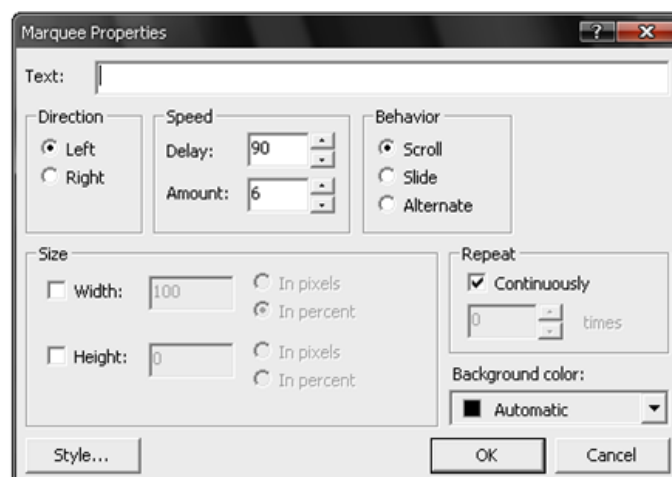 Marquee Properties
?
Text:
Direction
Left
Right
Speed
Delay: 90
Amount: 6
Behavior
Scroll
Slide
Alternate
Size
Width: 100
In pixels
In percent
Height: 0
In pixels
In percent
Repeat
Continuously
0 times
Background color:
Automatic
Style...
OK
Cancel